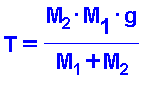 T = M₂·M₁·g / M₁+M₂